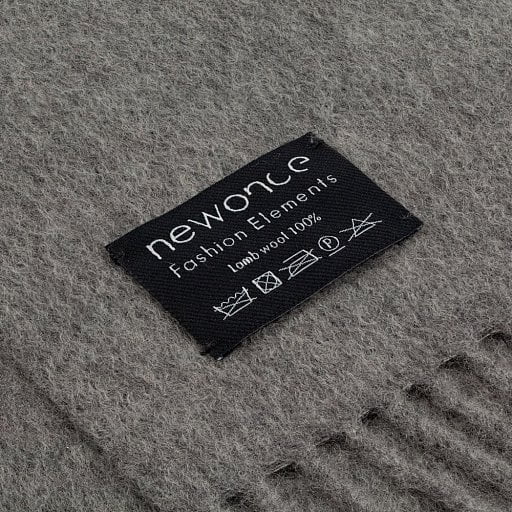 newonce
Fashion Elements
Lamb wool 100%
P